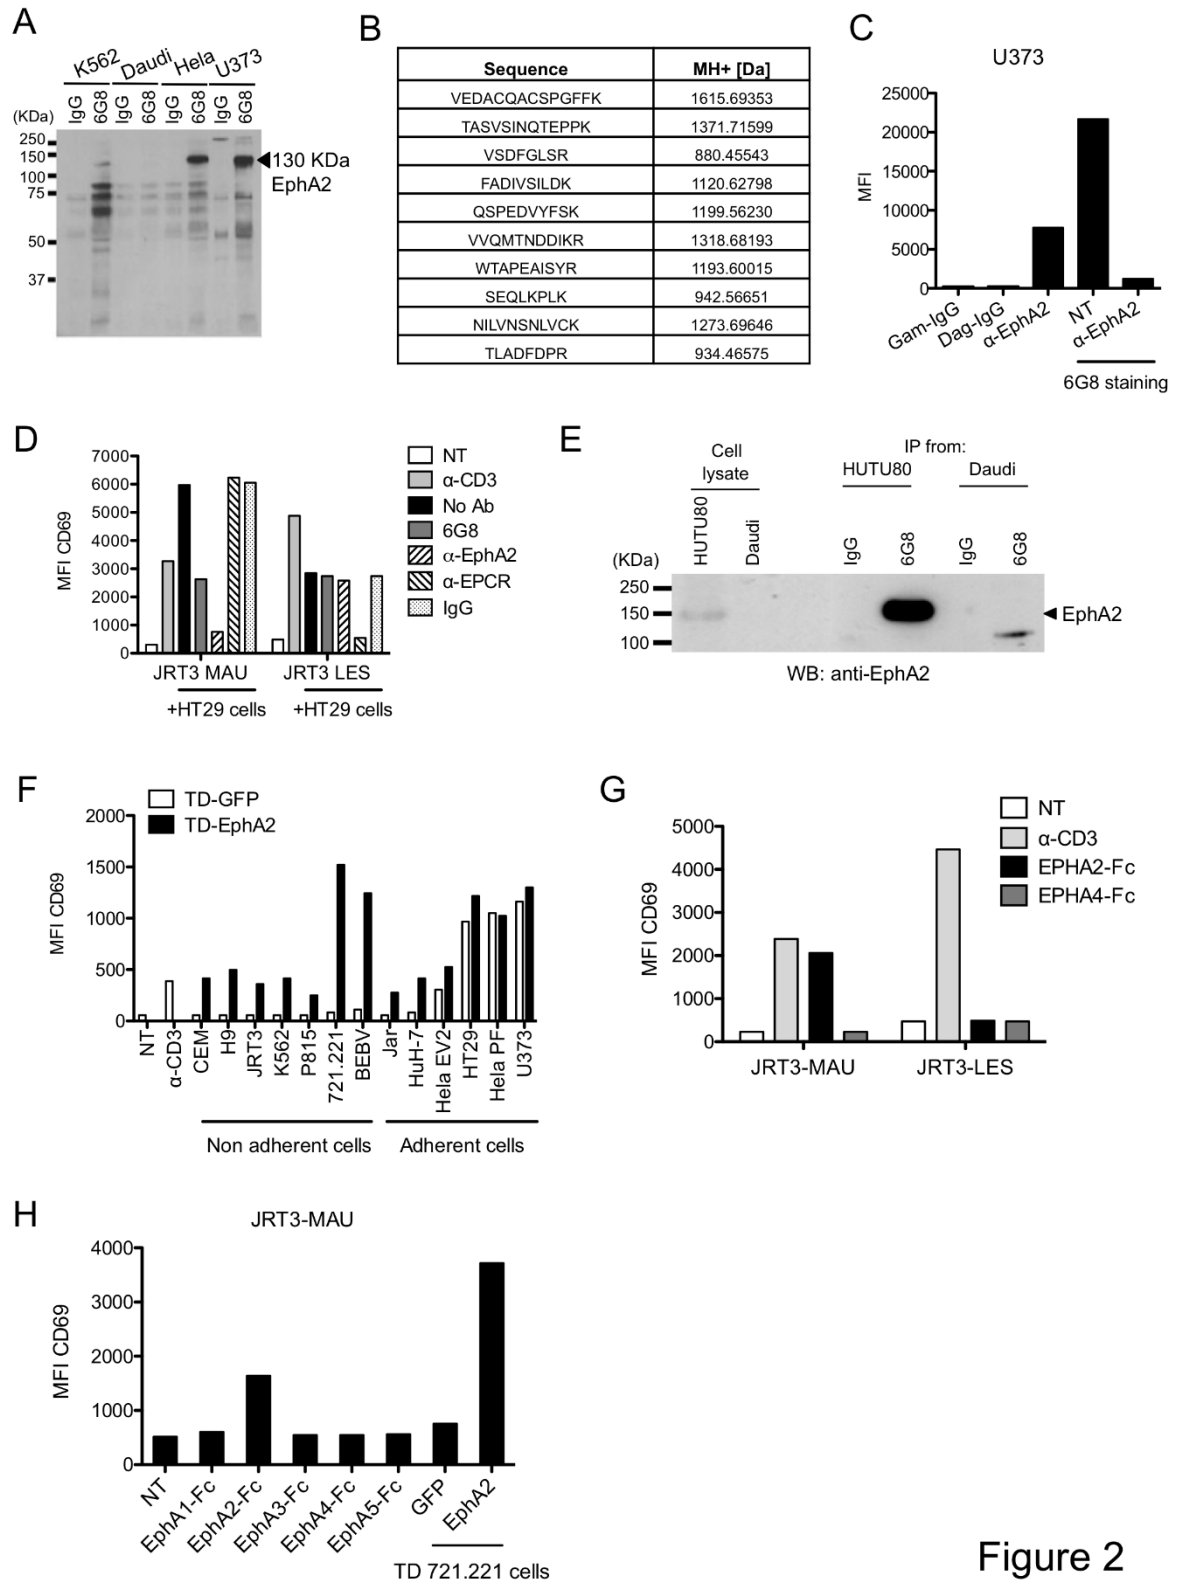 A
K562
Daudi
Hela
U373
IgG
6G8
IgG
6G8
IgG
6G8
IgG
6G8
(KDa)
250
150
100
75
50
37
130 KDa
EphA2
B
Sequence MH+ [Da]
VEDACQACSPGFFK 1615.69353
TASVSINQTEPPK 1371.71599
VSDFGLSR 880.45543
FADIVSILDK 1120.62798
QSPEDVYFSK 1199.56230
VVQMTNDDIKR 1318.68193
WTAPEAISYR 1193.60015
SEQLKPLK 942.56651
NILVNSNLVCK 1273.69646
TLADFDPR 934.46575
C
U373
MFI
25000
20000
15000
10000
5000
0
Gam-IgG
Dag-IgG
α-EphA2
NT
α-EphA2
6G8 staining
D
MFI CD69
7000
6000
5000
4000
3000
2000
1000
0
JRT3 MAU
JRT3 LES
+HT29 cells
+HT29 cells
NT
α-CD3
No Ab
6G8
α-EphA2
α-EPCR
IgG
E
Cell
lysate
IP from:
HUTU80
Daudi
HUTU80
Daudi
IgG
6G8
IgG
6G8
(KDa)
250
150
100
EphA2
WB: anti-EphA2
F
TD-GFP
TD-EphA2
MFI CD69
2000
1500
1000
500
0
NT
α-CD3
CEM
H9
JRT3
K562
P815
721.221
BEBV
Jar
HuH-7
Hela EV2
HT29
Hela PF
U373
Non adherent cells
Adherent cells
G
NT
α-CD3
EPHA2-Fc
EPHA4-Fc
MFI CD69
5000
4000
3000
2000
1000
0
JRT3-MAU
JRT3-LES
H
JRT3-MAU
MFI CD69
4000
3000
2000
1000
0
NT
EphA1-Fc
EphA2-Fc
EphA3-Fc
EphA4-Fc
EphA5-Fc
GFP
EphA2
TD 721.221 cells
Figure 2